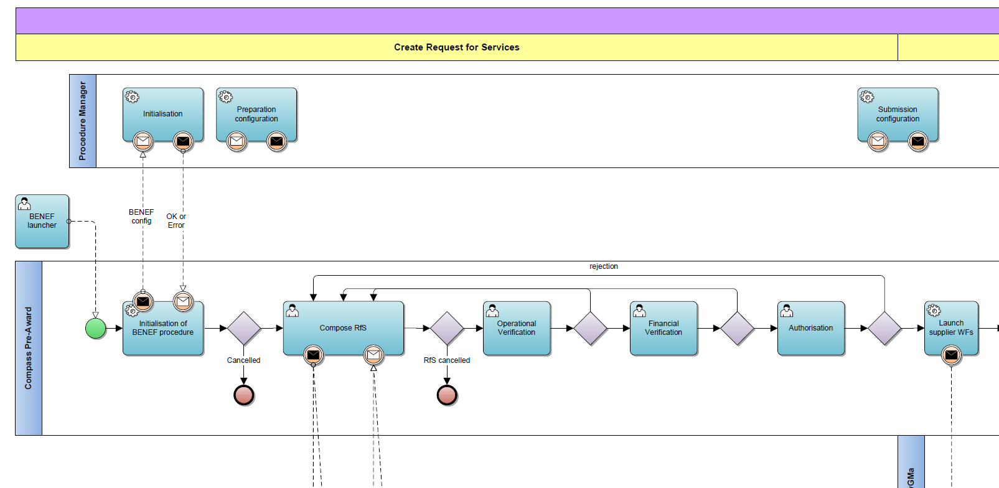 Create Request for Services
Procedure Manager
Initialisation
Preparation
configuration
Submission
configuration
BENEF
launcher
BENEF
config
OK or
Error
Compass Pre-Award
rejection
Initialisation of
BENEF procedure
Cancelled
Compose RfS
RfS cancelled
Operational
Verification
Financial
Verification
Authorisation
Launch
supplier WFs